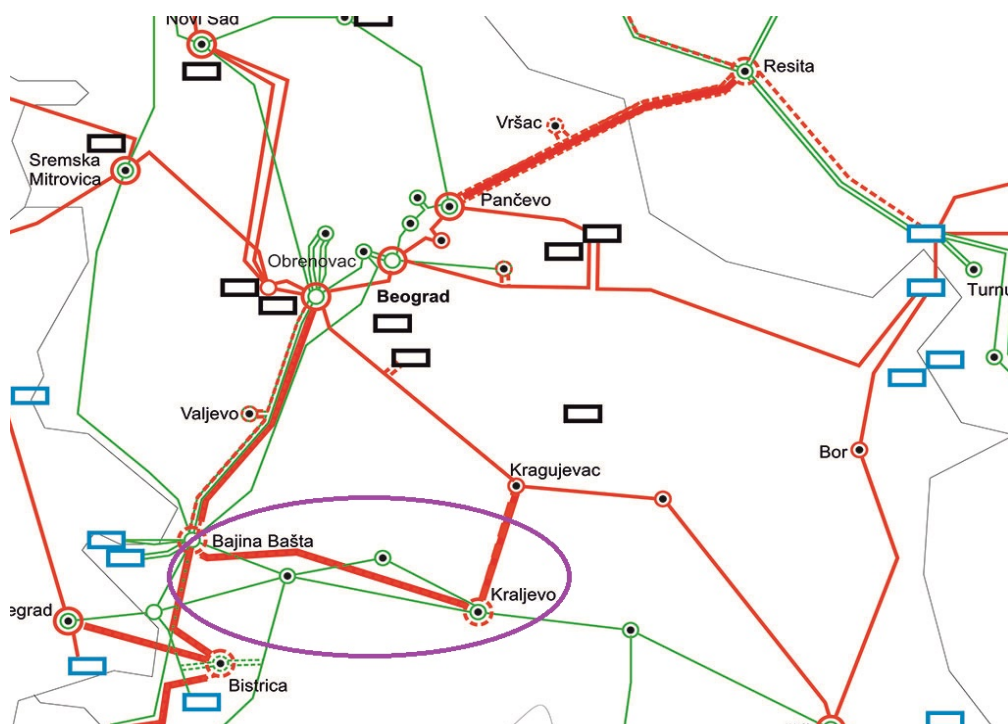 Novi Sad
Resita
Vršac
Sremska
Mitrovica
Pančevo
Obrenovac
Beograd
Turnu
Valjevo
Bor
Kragujevac
Bajina Bašta
Kraljevo
egrad
Bistrica